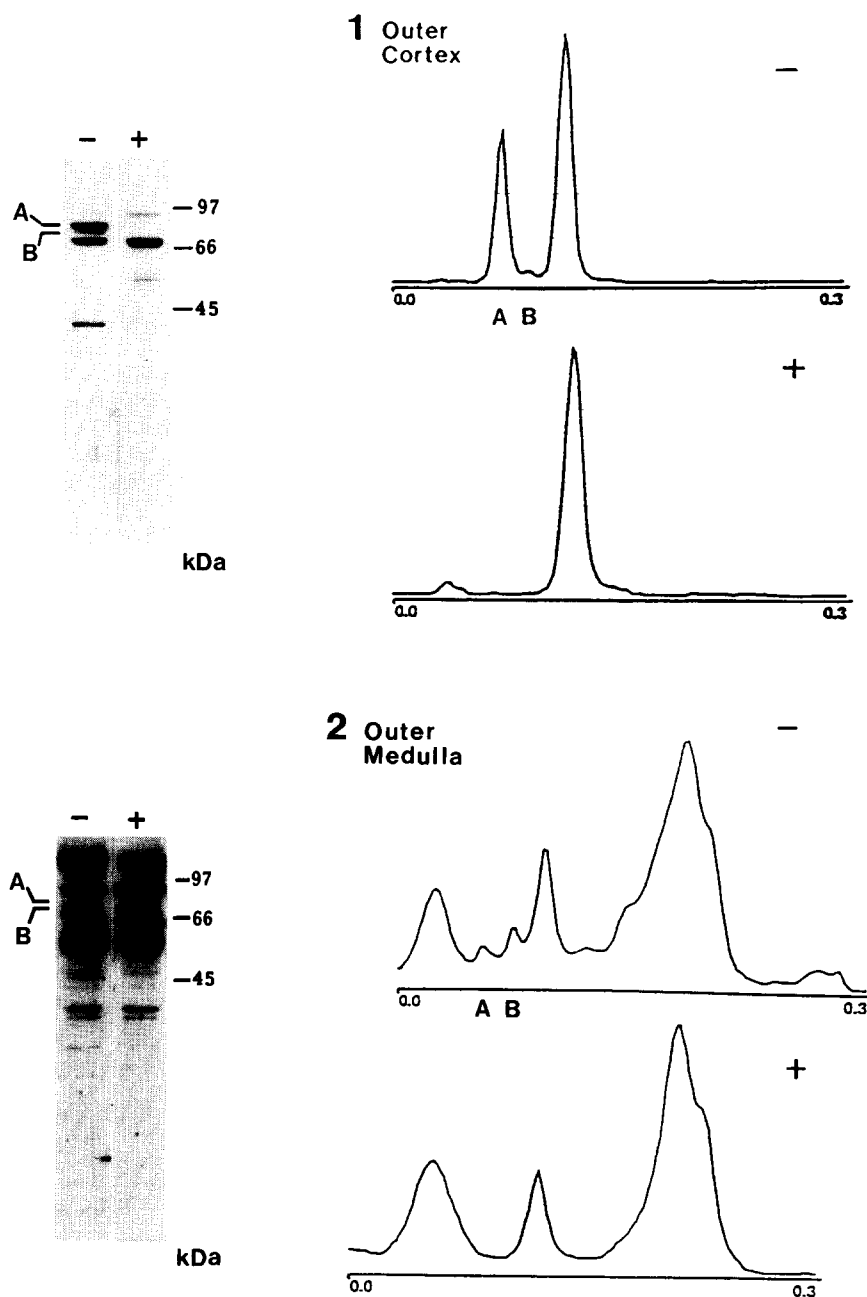 1 Outer
Cortex
−
− +
A
B
97
66
45
kDa
0.0 0.3
A B
+
0.0 0.3
2 Outer
Medulla
−
− +
A
B
97
66
45
kDa
0.0 0.3
A B
+
0.0 0.3